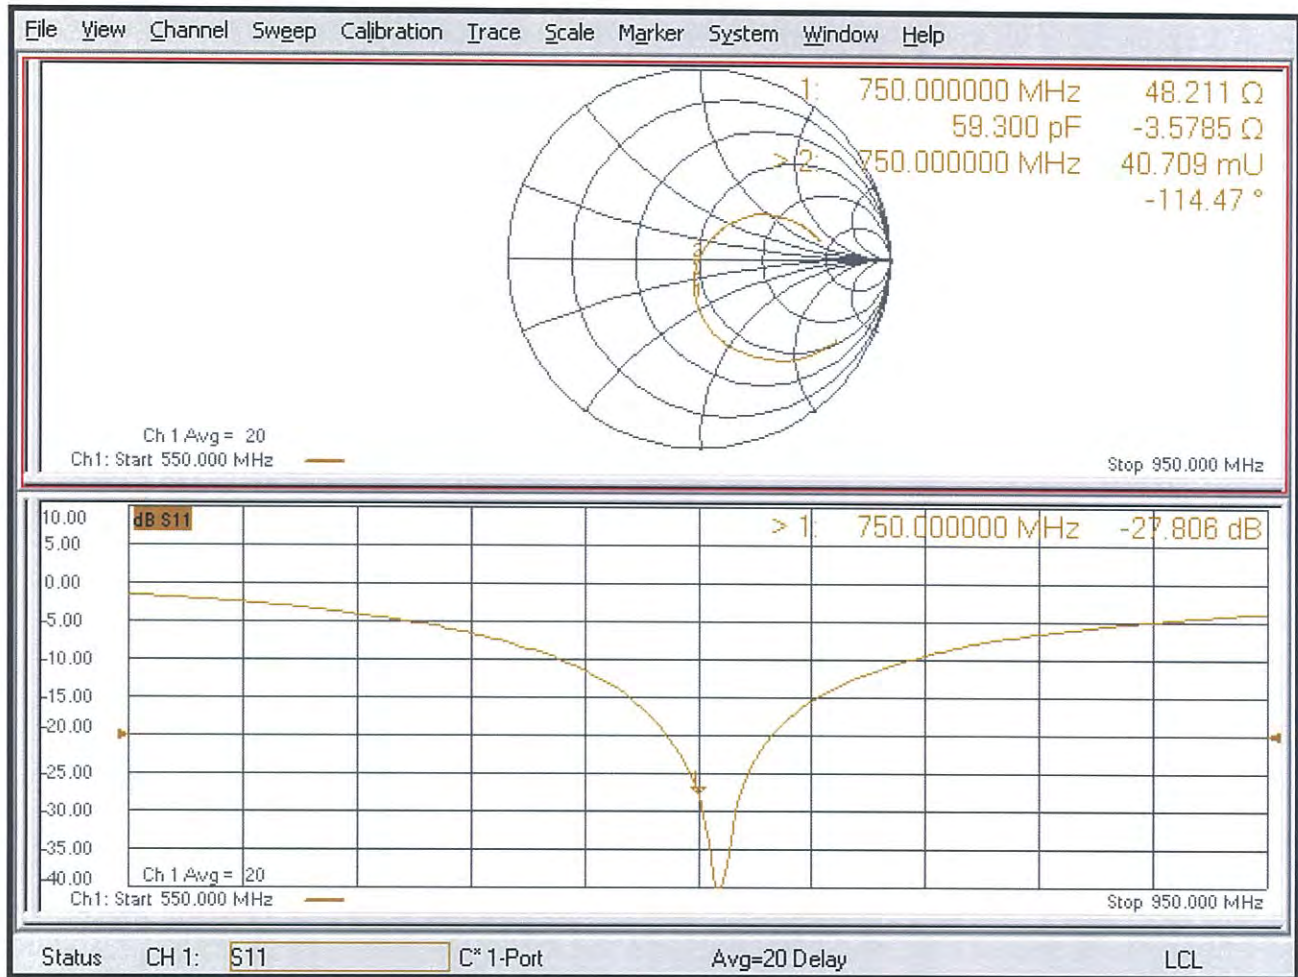 File View Channel Sweep Calibration Trace Scale Marker System Window Help
1: 750.000000 MHz 48.211 Ω
59.300 pF -3.5785 Ω
> 2: 750.000000 MHz 40.709 mU
-114.47 °
Ch 1 Avg = 20
Ch1: Start 550.000 MHz
Stop 950.000 MHz
10.00
dB S11
> 1: 750.000000 MHz -27.806 dB
5.00
0.00
-5.00
-10.00
-15.00
-20.00
-25.00
-30.00
-35.00
-40.00
Ch 1 Avg = 20
Ch1: Start 550.000 MHz
Stop 950.000 MHz
Status CH 1: S11 C* 1-Port Avg=20 Delay LCL